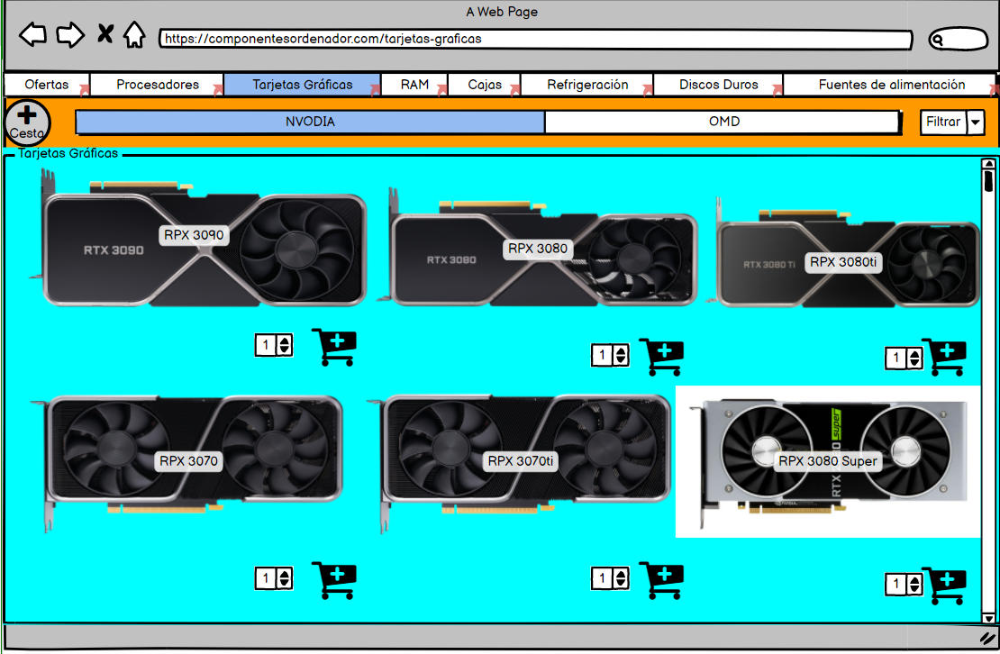 A Web Page
https://componentesordenador.com/tarjetas-graficas
Ofertas
Procesadores
Tarjetas Gráficas
RAM
Cajas
Refrigeración
Discos Duros
Fuentes de alimentación
Cesta
NVODIA
OMD
Filtrar
Tarjetas Gráficas
RTX 3090
RPX 3090
RTX 3080
RPX 3080
RTX 3080 Ti
RPX 3080ti
1
1
1
RPX 3070
RPX 3070ti
RPX 3080 Super
RTX
super
1
1
1